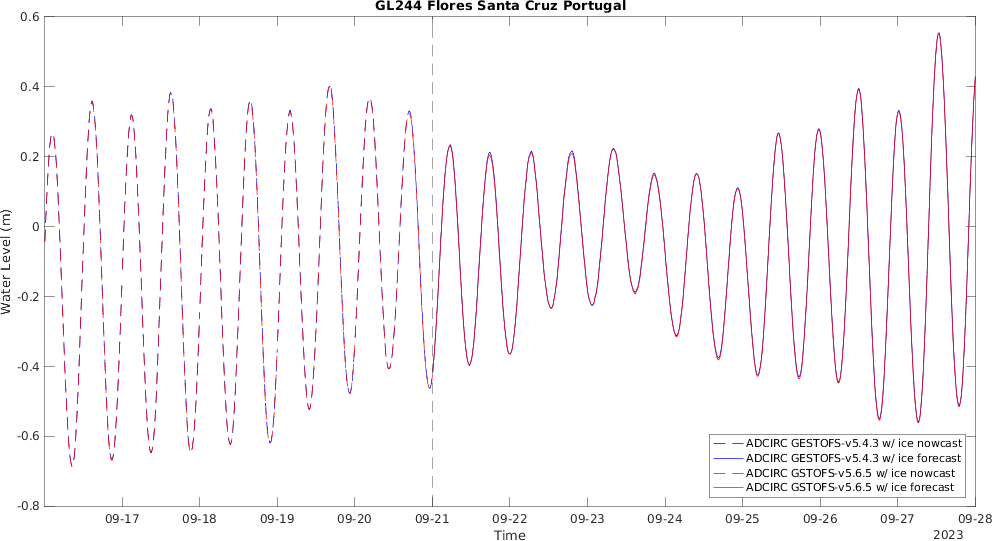 GL244 Flores Santa Cruz Portugal
0.6
0.4
0.2
0
-0.2
-0.4
-0.6
-0.8
Water Level (m)
ADCIRC GESTOFS-v5.4.3 w/ ice nowcast
ADCIRC GESTOFS-v5.4.3 w/ ice forecast
ADCIRC GSTOFS-v5.6.5 w/ ice nowcast
ADCIRC GSTOFS-v5.6.5 w/ ice forecast
09-17 09-18 09-19 09-20 09-21 09-22 09-23 09-24 09-25 09-26 09-27 09-28
Time
2023